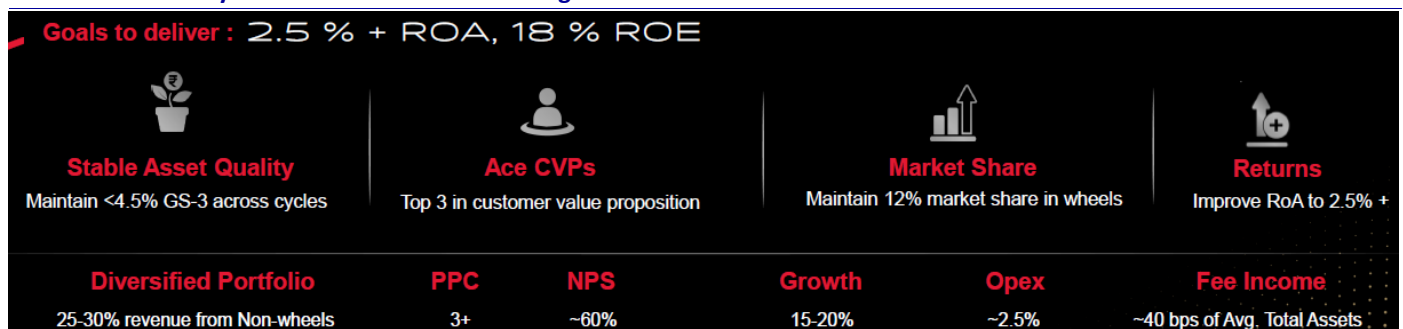 Goals to deliver : 2.5 % + ROA, 18 % ROE
₹
Stable Asset Quality
Maintain <4.5% GS-3 across cycles
Ace CVPs
Top 3 in customer value proposition
Market Share
Maintain 12% market share in wheels
Returns
Improve RoA to 2.5% +
Diversified Portfolio
25-30% revenue from Non-wheels
PPC
3+
NPS
~60%
Growth
15-20%
Opex
~2.5%
Fee Income
~40 bps of Avg. Total Assets